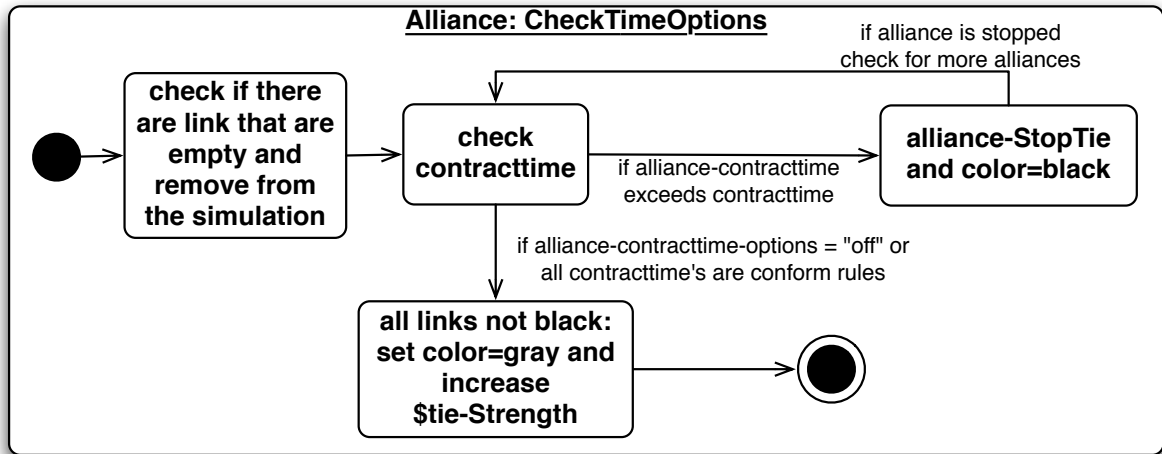 Alliance: CheckTimeOptions
if alliance is stopped
check for more alliances
check if there
are link that are
empty and
remove from
the simulation
check
contracttime
if alliance-contracttime
exceeds contracttime
alliance-StopTie
and color=black
if alliance-contracttime-options = "off" or
all contracttime's are conform rules
all links not black:
set color=gray and
increase
$tie-Strength